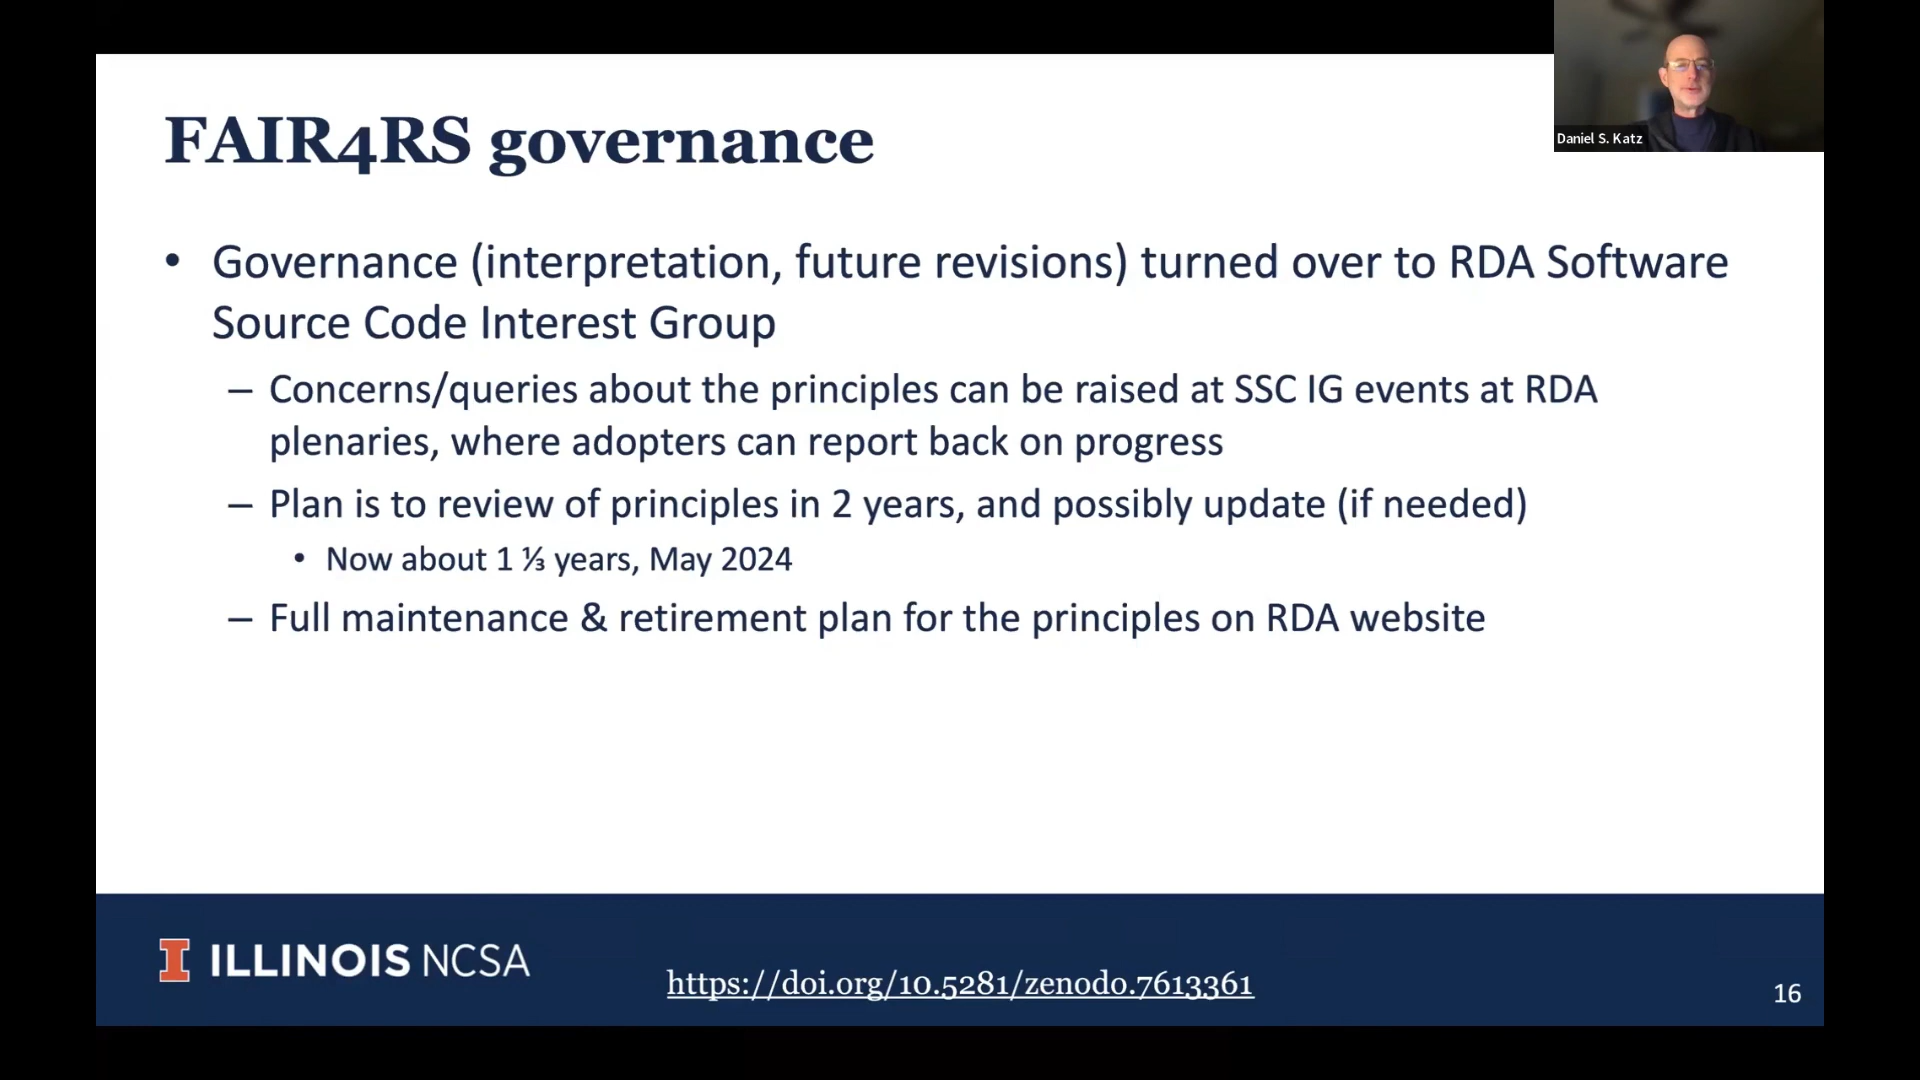 Daniel S. Katz
FAIR4RS governance
• Governance (interpretation, future revisions) turned over to RDA Software
Source Code Interest Group
– Concerns/queries about the principles can be raised at SSC IG events at RDA
plenaries, where adopters can report back on progress
– Plan is to review of principles in 2 years, and possibly update (if needed)
• Now about 1 ⅓ years, May 2024
– Full maintenance & retirement plan for the principles on RDA website
I ILLINOIS NCSA
https://doi.org/10.5281/zenodo.7613361
16